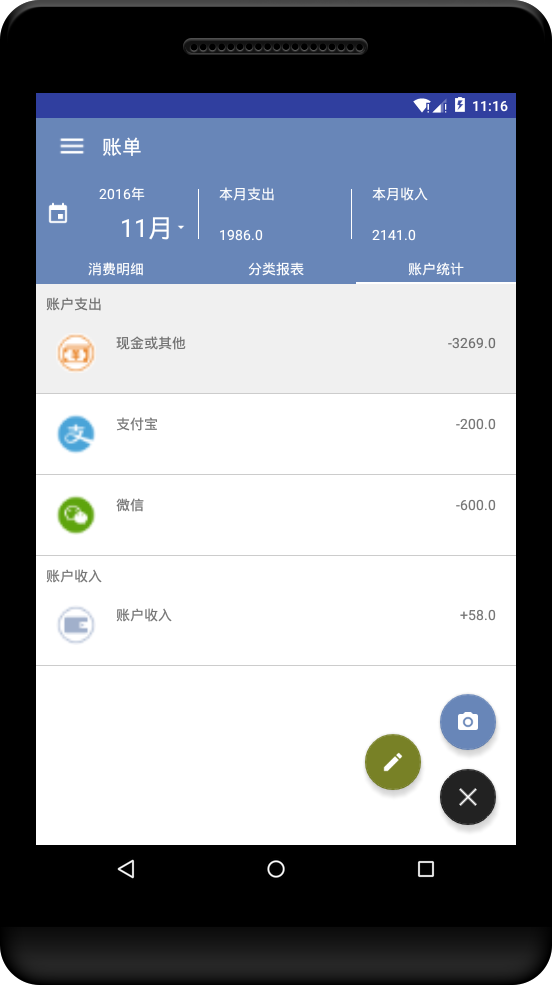 11:16
账单
2016年
11月
本月支出
1986.0
本月收入
2141.0
消费明细
分类报表
账户统计
账户支出
现金或其他
-3269.0
支付宝
-200.0
微信
-600.0
账户收入
账户收入
+58.0